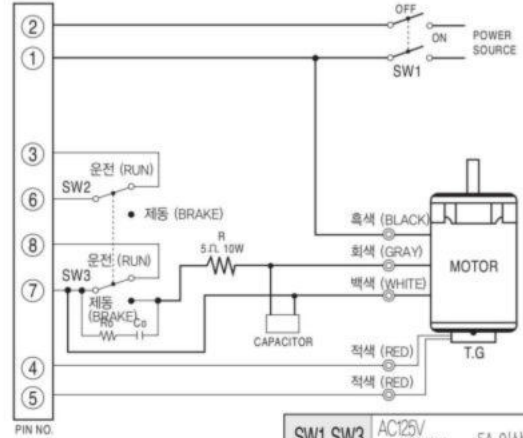 OFF
②
ON
POWER
SOURCE
①
SW1
③
운전 (RUN)
SW2
⑥
제동 (BRAKE)
⑧
R
5Ω 10W
흑색 (BLACK)
운전 (RUN)
회색 (GRAY)
MOTOR
SW3
⑦
제동
(BRAKE)
백색 (WHITE)
Ro Co
CAPACITOR
적색 (RED)
T.G
④
적색 (RED)
⑤
PIN NO.
SW1,SW3
AC125V